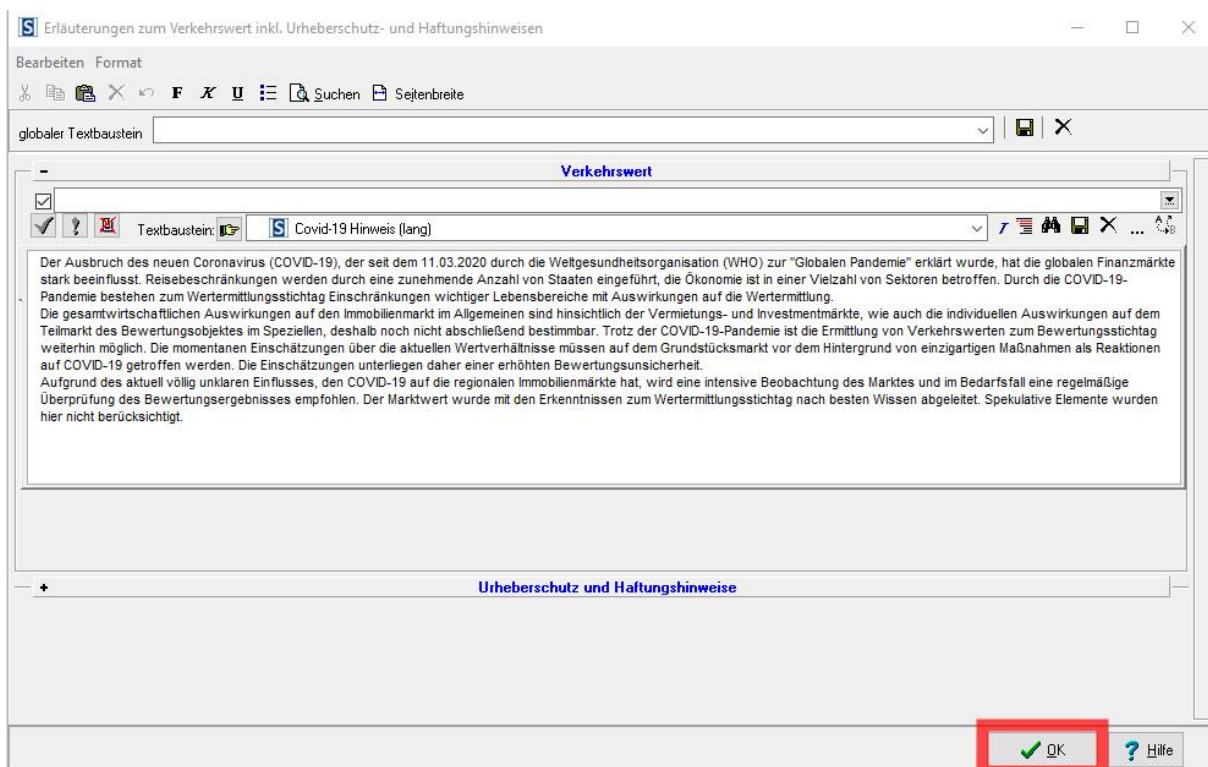 S Erläuterungen zum Verkehrswert inkl. Urheberschutz- und Haftungshinweisen
Bearbeiten Format
F K U Suchen Seitenbreite
globaler Textbaustein
- Verkehrswert
? Textbaustein: S Covid-19 Hinweis (lang) T ...
Der Ausbruch des neuen Coronavirus (COVID-19), der seit dem 11.03.2020 durch die Weltgesundheitsorganisation (WHO) zur "Globalen Pandemie" erklärt wurde, hat die globalen Finanzmärkte
stark beeinflusst. Reisebeschränkungen werden durch eine zunehmende Anzahl von Staaten eingeführt, die Ökonomie ist in einer Vielzahl von Sektoren betroffen. Durch die COVID-19-
Pandemie bestehen zum Wertermittlungsstichtag Einschränkungen wichtiger Lebensbereiche mit Auswirkungen auf die Wertermittlung.
Die gesamtwirtschaftlichen Auswirkungen auf den Immobilienmarkt im Allgemeinen sind hinsichtlich der Vermietungs- und Investmentmärkte, wie auch die individuellen Auswirkungen auf dem
Teilmarkt des Bewertungsobjektes im Speziellen, deshalb noch nicht abschließend bestimmbar. Trotz der COVID-19-Pandemie ist die Ermittlung von Verkehrswerten zum Bewertungsstichtag
weiterhin möglich. Die momentanen Einschätzungen über die aktuellen Wertverhältnisse müssen auf dem Grundstücksmarkt vor dem Hintergrund von einzigartigen Maßnahmen als Reaktionen
auf COVID-19 getroffen werden. Die Einschätzungen unterliegen daher einer erhöhten Bewertungsunsicherheit.
Aufgrund des aktuell völlig unklaren Einflusses, den COVID-19 auf die regionalen Immobilienmärkte hat, wird eine intensive Beobachtung des Marktes und im Bedarfsfall eine regelmäßige
Überprüfung des Bewertungsergebnisses empfohlen. Der Marktwert wurde mit den Erkenntnissen zum Wertermittlungsstichtag nach besten Wissen abgeleitet. Spekulative Elemente wurden
hier nicht berücksichtigt.
+ Urheberschutz und Haftungshinweise
OK ? Hilfe